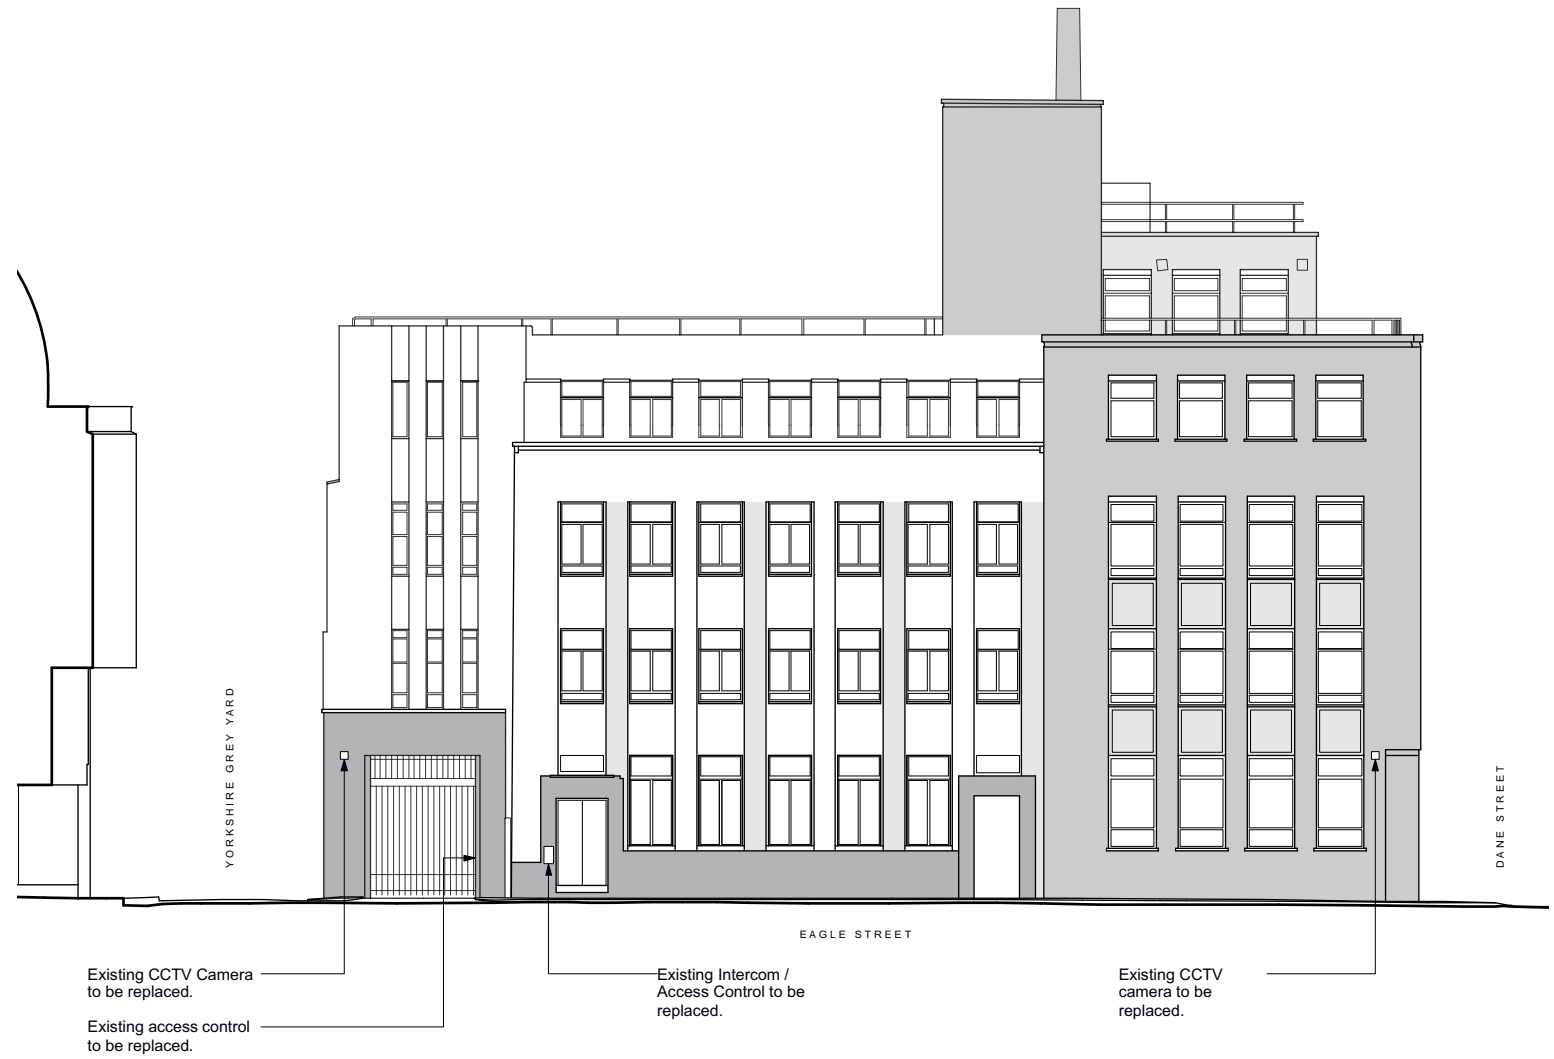 YORKSHIRE GREY YARD
DANE STREET
EAGLE STREET
Existing CCTV Camera
to be replaced.
Existing access control
to be replaced.
Existing Intercom /
Access Control to be
replaced.
Existing CCTV
camera to be
replaced.